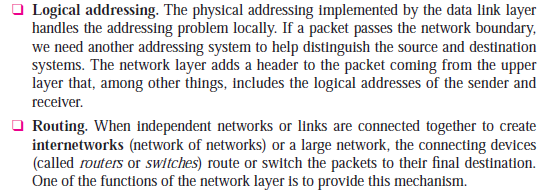 ❑ Logical addressing. The physical addressing implemented by the data link layer
handles the addressing problem locally. If a packet passes the network boundary,
we need another addressing system to help distinguish the source and destination
systems. The network layer adds a header to the packet coming from the upper
layer that, among other things, includes the logical addresses of the sender and
receiver.
❑ Routing. When independent networks or links are connected together to create
internetworks (network of networks) or a large network, the connecting devices
(called routers or switches) route or switch the packets to their final destination.
One of the functions of the network layer is to provide this mechanism.